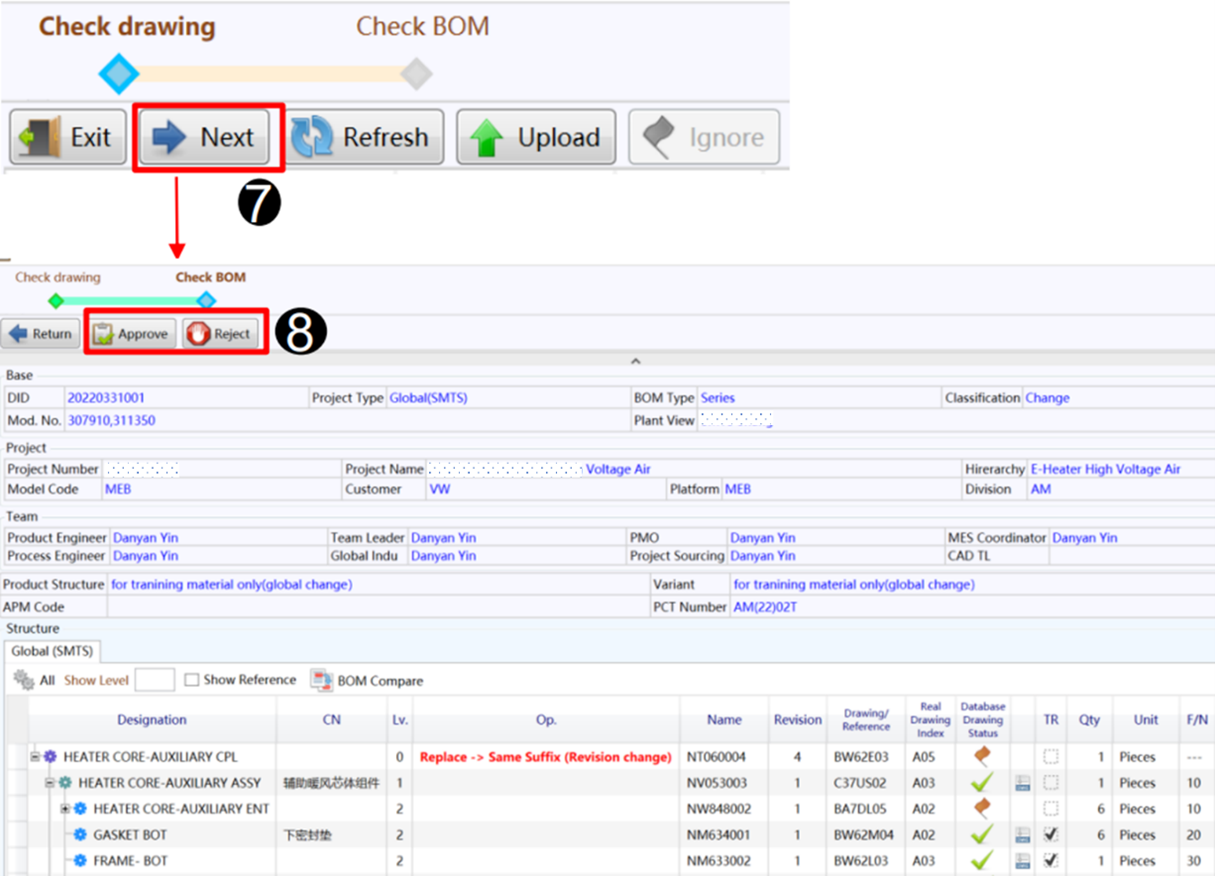 Check drawing Check BOM
Exit Next Refresh Upload Ignore
7
Check drawing Check BOM
Return Approve Reject 8
Base
DID 20220331001 Project Type Global(SMTS) BOM Type Series Classification Change
Mod. No. 307910,311350 Plant View
Project
Project Number Project Name Voltage Air Hirerarchy E-Heater High Voltage Air
Model Code MEB Customer VW Platform MEB Division AM
Team
Product Engineer Danyan Yin Team Leader Danyan Yin PMO Danyan Yin MES Coordinator Danyan Yin
Process Engineer Danyan Yin Global Indu Danyan Yin Project Sourcing Danyan Yin CAD TL
Product Structure for tranining material only(global change) Variant for tranining material only(global change)
APM Code PCT Number AM(22)02T
Structure
Global (SMTS)
All Show Level Show Reference BOM Compare
Designation CN Lv. Op. Name Revision Drawing/ Reference Real Drawing Index Database Drawing Status TR Qty Unit F/N
HEATER CORE-AUXILIARY CPL 0 Replace -> Same Suffix (Revision change) NT060004 4 BW62E03 A05 1 Pieces ---
HEATER CORE-AUXILIARY ASSY 辅助暖风芯体组件 1 NV053003 1 C37US02 A03 1 Pieces 10
HEATER CORE-AUXILIARY ENT 2 NW848002 1 BA7DL05 A02 6 Pieces 10
GASKET BOT 下密封垫 2 NM634001 1 BW62M04 A02 6 Pieces 20
FRAME- BOT 2 NM633002 1 BW62L03 A03 1 Pieces 30